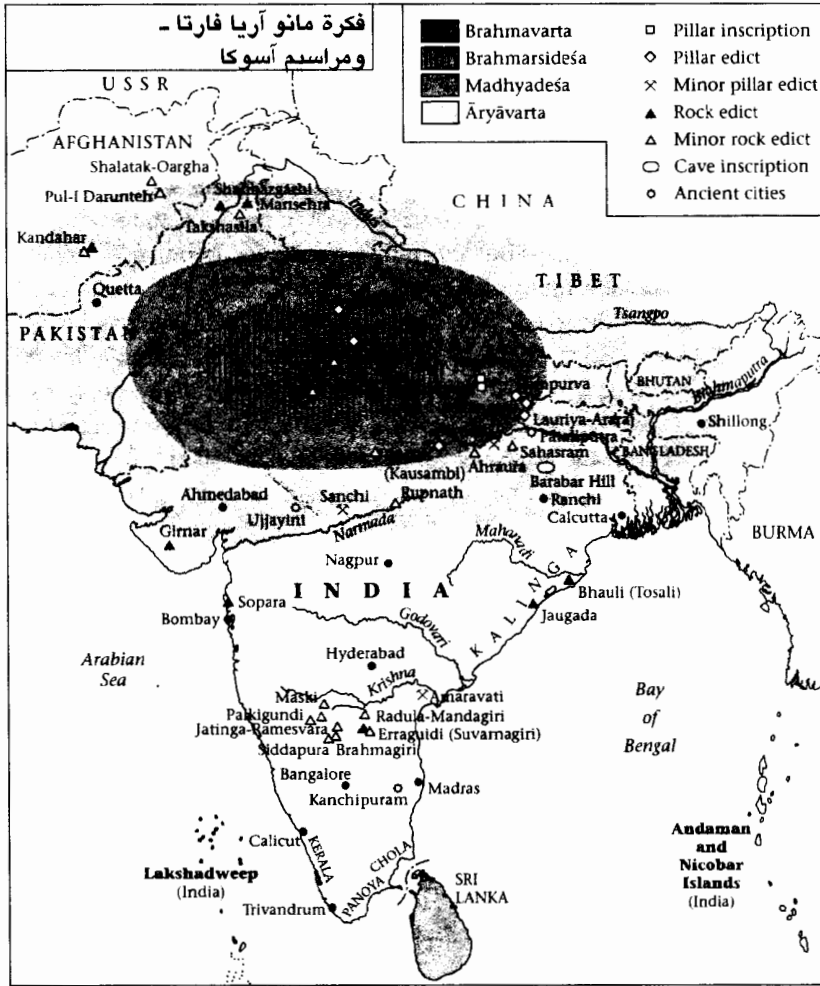 فكرة مانو آريا فارتا -
ومراسيم آسوكا
Brahmavarta
Brahmarsideśa
Madhyadeśa
Āryāvarta
Pillar inscription
Pillar edict
Minor pillar edict
Rock edict
Minor rock edict
Cave inscription
Ancient cities
USSR
AFGHANISTAN
Shalatak-Oargha
Pul-I Darunteh
Shahbazgachi
Mansehra
Takshasila
Indus
CHINA
Kandahar
Quetta
PAKISTAN
TIBET
Tsangpo
BHUTAN
Brahmaputra
Lauriya-Araraj
Pataliputra
Shillong
Sahasram
BANGLADESH
(Kausambi)
Ahraura
Barabar Hill
Ahmedabad
Sanchi
Rupnath
Ranchi
Ujjayini
Calcutta
Girnar
Narmada
Mahanadi
BURMA
Nagpur
INDIA
KALINGA
Bhauli (Tosali)
Sopara
Jaugada
Bombay
Godovari
Arabian
Sea
Hyderabad
Krishna
Bay
of
Bengal
Maski
Amaravati
Palkigundi
Radula-Mandagiri
Jatinga-Ramesvara
Erraguidi (Suvarnagiri)
Siddapura Brahmagiri
Bangalore
Kanchipuram
Madras
Calicut
KERALA
CHOLA
Andaman
and
Nicobar
Islands
(India)
Lakshadweep
(India)
PANOYA
SRI
LANKA
Trivandrum